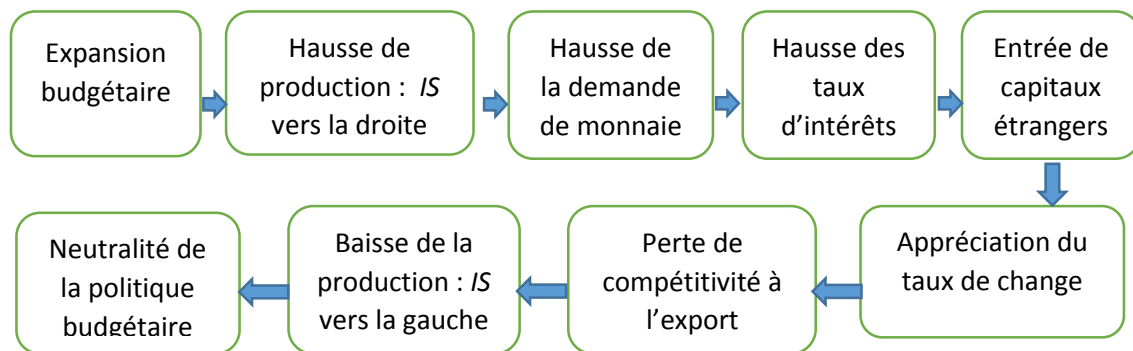 Expansion
budgétaire
Hausse de
production : IS
vers la droite
Hausse de
la demande
de monnaie
Hausse des
taux
d’intérêts
Entrée de
capitaux
étrangers
Appréciation du
taux de change
Perte de
compétitivité à
l’export
Baisse de la
production : IS
vers la gauche
Neutralité de
la politique
budgétaire